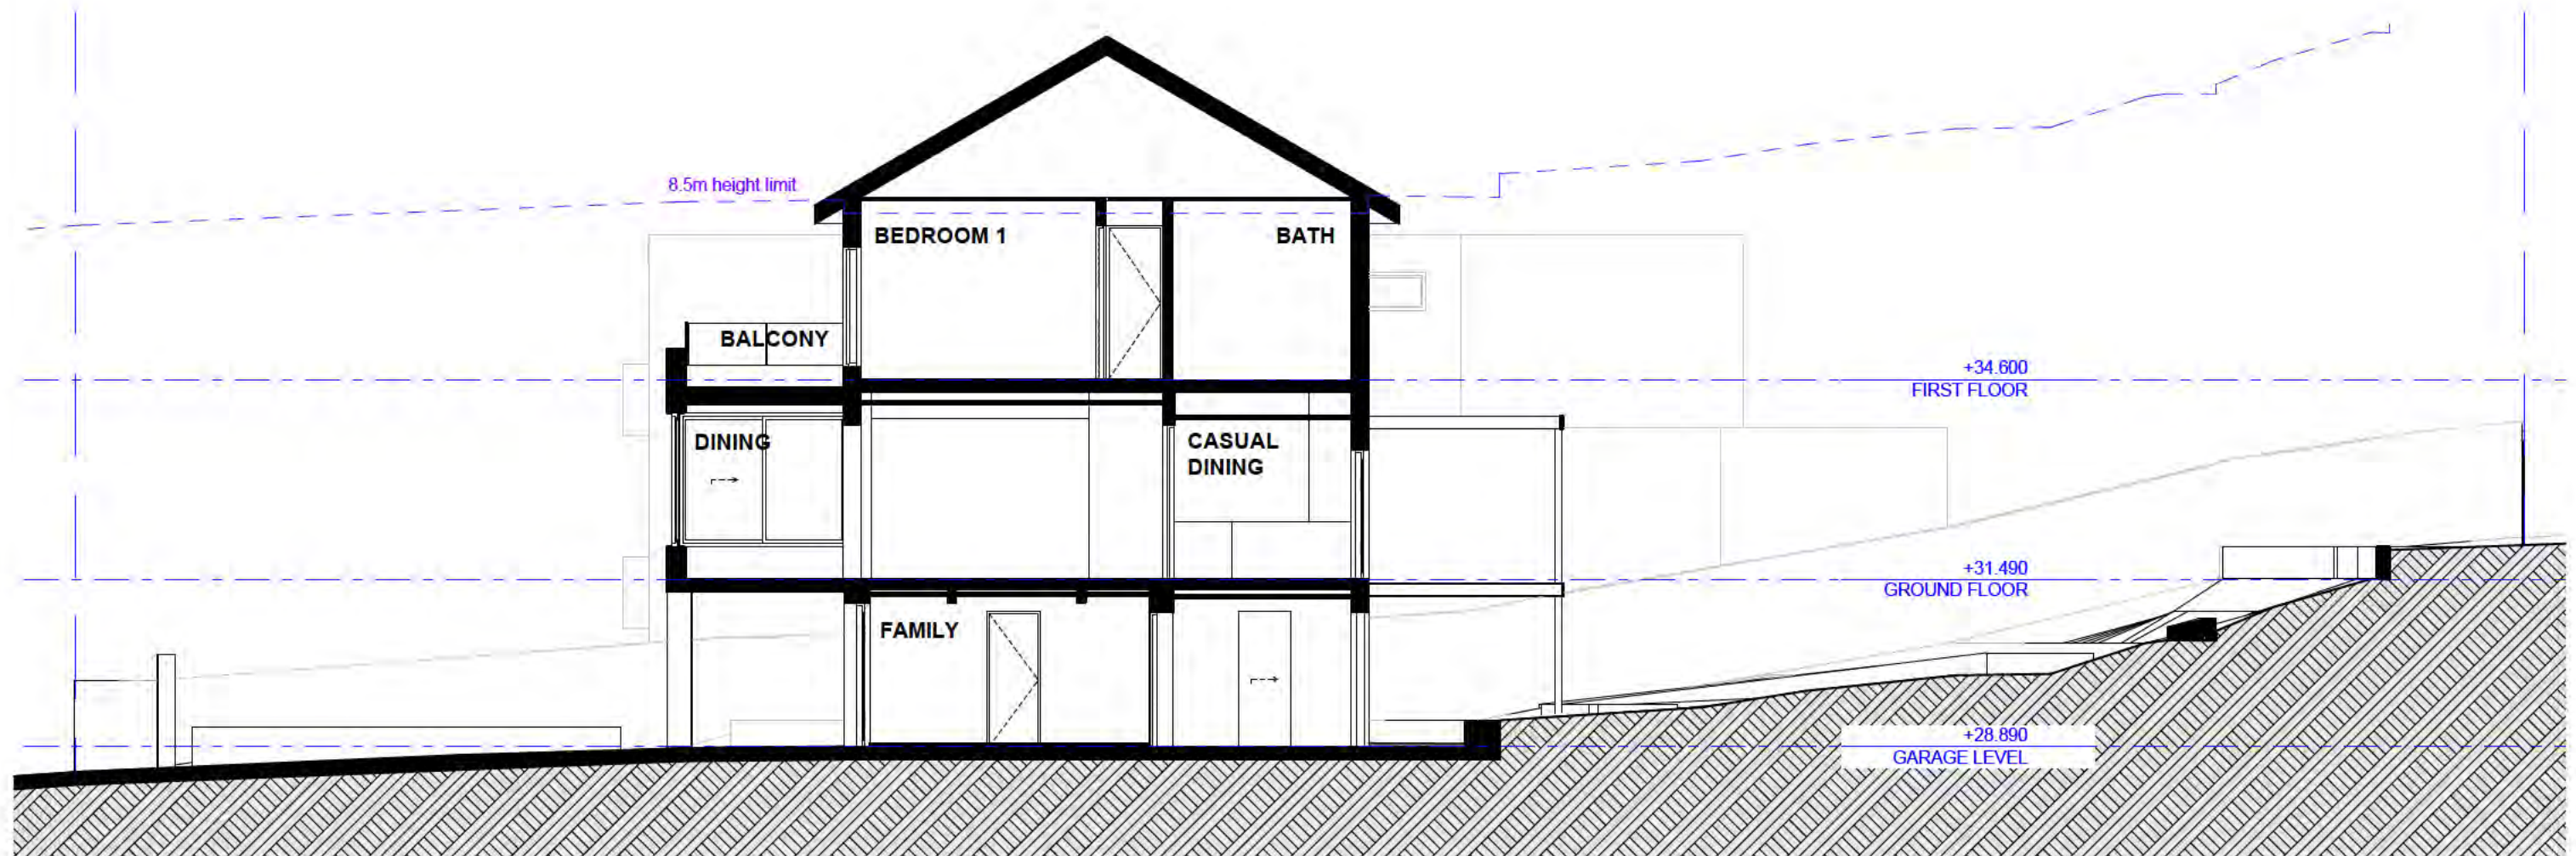 8.5m height limit
BEDROOM 1
BATH
BALCONY
+34.600
FIRST FLOOR
DINING
CASUAL
DINING
+31.490
GROUND FLOOR
FAMILY
+28.890
GARAGE LEVEL